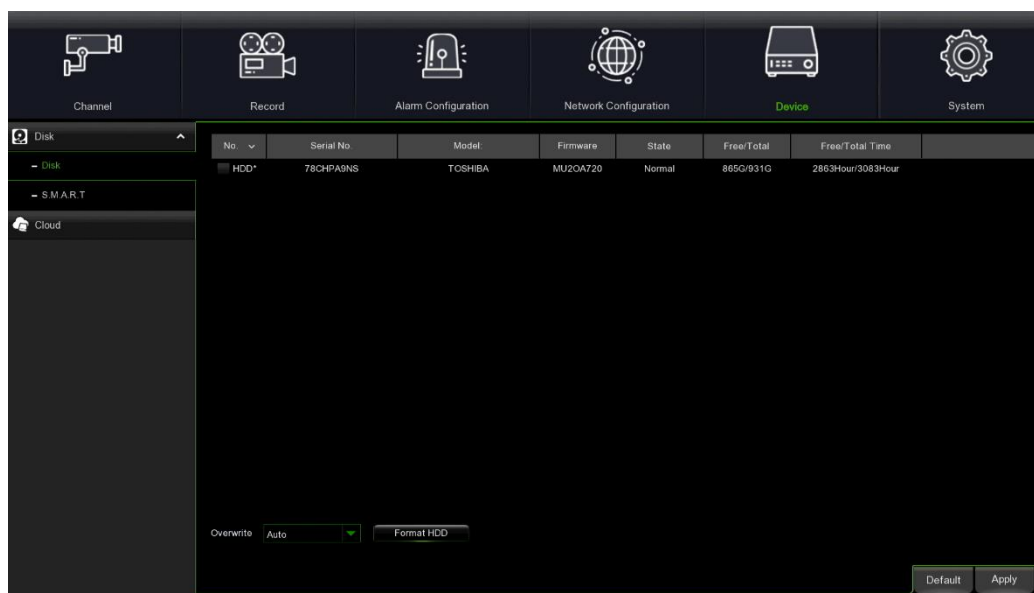 Channel Record Alarm Configuration Network Configuration Device System
Disk
No. Serial No. Model: Firmware State Free/Total Free/Total Time
– Disk
HDD* 78CHPA9NS TOSHIBA MU2OA720 Normal 865G/931G 2863Hour/3083Hour
– S.M.A.R.T
Cloud
Overwrite Auto Format HDD
Default Apply